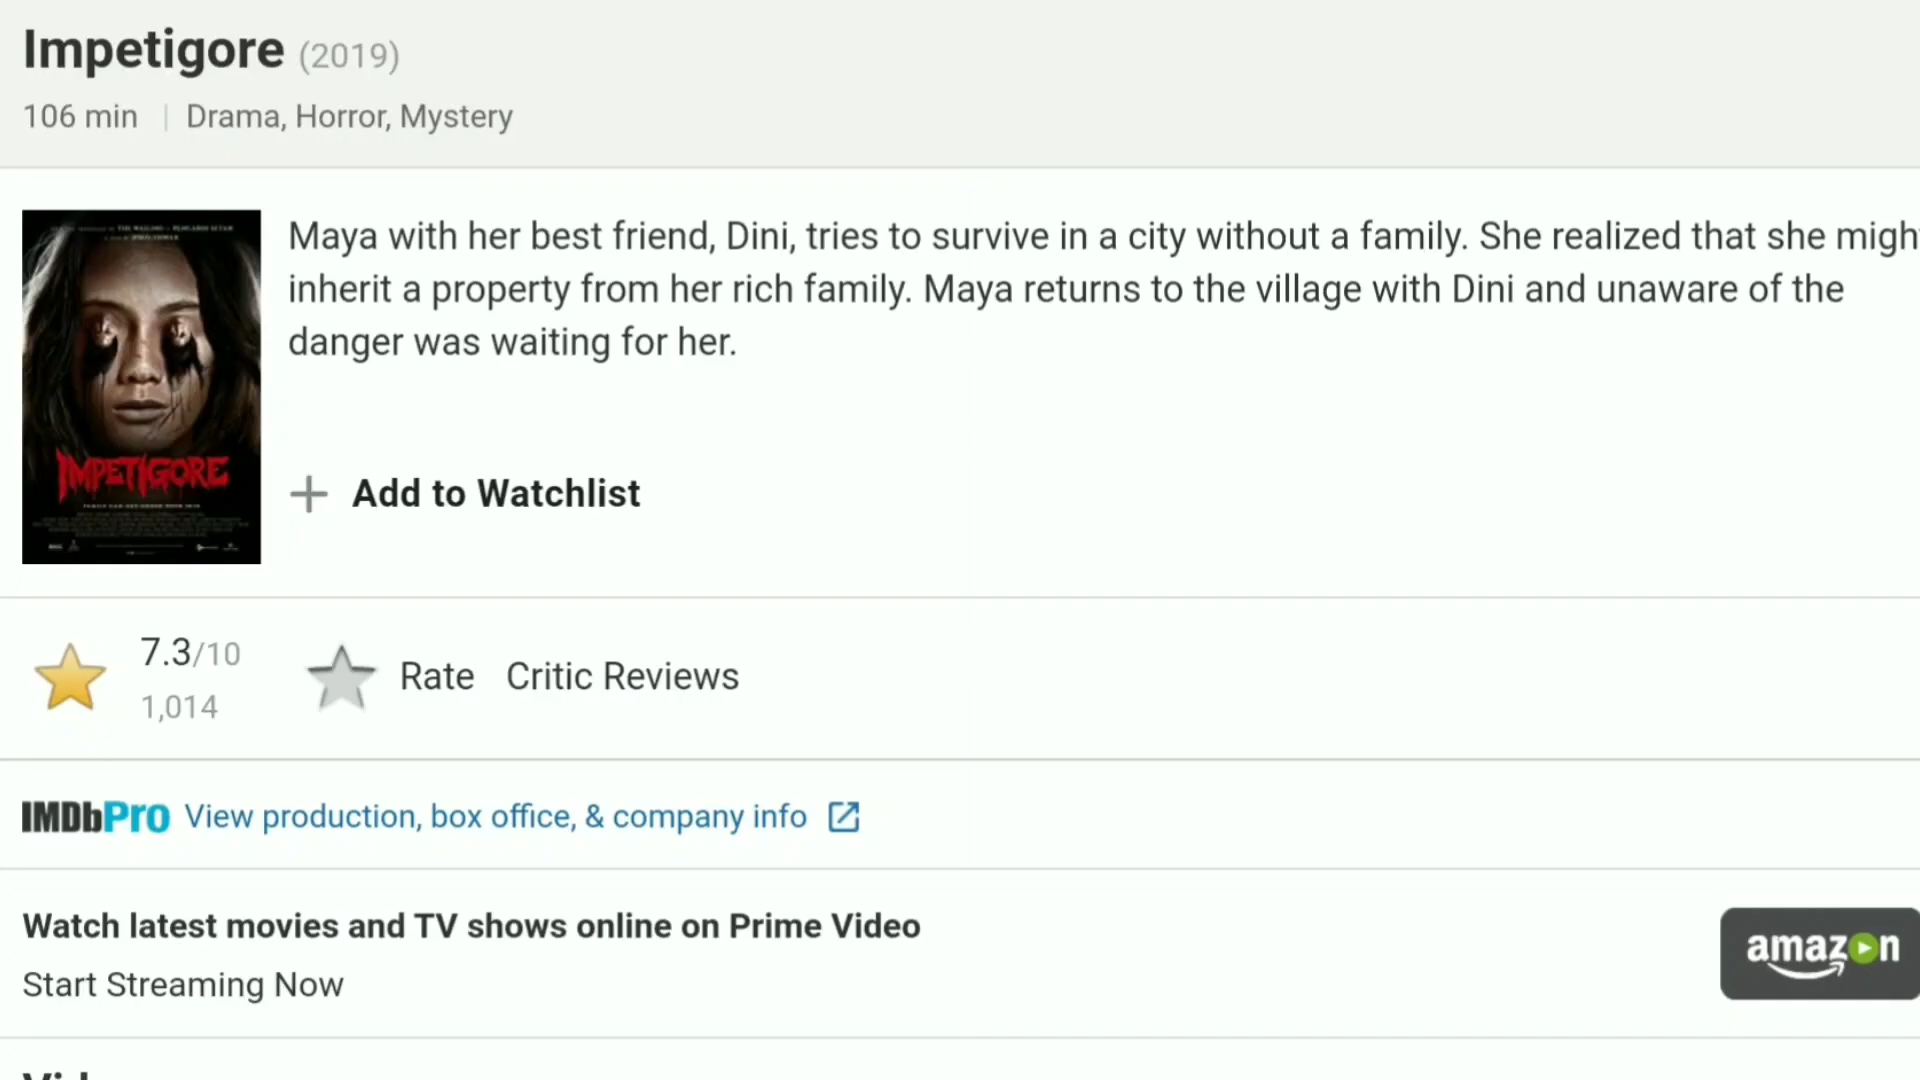 Impetigore (2019)
106 min | Drama, Horror, Mystery
Maya with her best friend, Dini, tries to survive in a city without a family. She realized that she migh
inherit a property from her rich family. Maya returns to the village with Dini and unaware of the
danger was waiting for her.
IMPETIGORE
Add to Watchlist
7.3/10
1,014
Rate Critic Reviews
IMDbPro View production, box office, & company info
Watch latest movies and TV shows online on Prime Video
amazon
Start Streaming Now